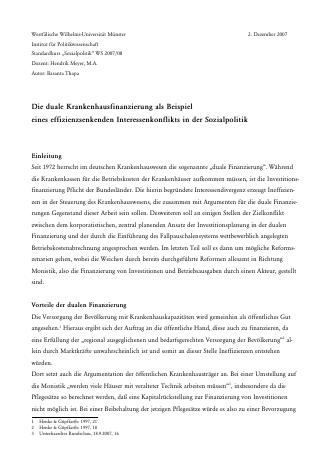 Westfälische Wilhelms-Universität Münster 2. Dezember 2007
Institut für Politikwissenschaft
Standardkurs „Sozialpolitik“ WS 2007/08
Dozent: Hendrik Meyer, M.A.
Autor: Basanta Thapa
Die duale Krankenhausfinanzierung als Beispiel
eines effizienzsenkenden Interessenkonflikts in der Sozialpolitik
Einleitung
Seit 1972 herrscht im deutschen Krankenhauswesen die sogenannte „duale Finanzierung“. Während
die Krankenkassen für die Betriebskosten der Krankenhäuser aufkommen müssen, ist die Investitions-
finanzierung Pflicht der Bundesländer. Die hierin begründete Interessendivergenz erzeugt Ineffizien-
zen in der Steuerung des Krankenhauswesens, die zusammen mit Argumenten für die duale Finanzie-
rungen Gegenstand dieser Arbeit sein sollen. Desweiteren soll an einigen Stellen der Zielkonflikt
zwischen dem korporatistischen, zentral planenden Ansatz der Investitionsplanung in der dualen
Finanzierung und der durch die Einführung des Fallpauschalensystems wettbewerblich angelegten
Betriebskostenabrechnung angesprochen werden. Im letzten Teil soll es dann um mögliche Reforms-
zenarien gehen, wobei die Weichen durch bereits durchgeführte Reformen allesamt in Richtung
Monistik, also die Finanzierung von Investitionen und Betriebsausgaben durch einen Akteur, gestellt
sind.
Vorteile der dualen Finanzierung
Die Versorgung der Bevölkerung mit Krankenhauskapazitäten wird gemeinhin als öffentliches Gut
angesehen.¹ Hieraus ergibt sich der Auftrag an die öffentliche Hand, diese auch zu finanzieren, da
eine Erfüllung der „regional ausgeglichenen und bedarfsgerechten Versorgung der Bevölkerung“² al-
lein durch Marktkräfte unwahrscheinlich ist und somit an dieser Stelle Ineffizienzen entstehen
würden.
Dort setzt auch die Argumentation der öffentlichen Krankenhausträger an. Bei einer Umstellung auf
die Monistik „werden viele Häuser mit veralteter Technik arbeiten müssen“³, insbesondere da die
Pflegesätze so berechnet werden, daß eine Kapitalrückstellung zur Finanzierung von Investitionen
nicht möglich ist. Bei einer Beibehaltung der jetzigen Pflegesätze würde es also zu einer Bevorzugung
1 Henke & Göpffarth 1997, 21
2 Henke & Göpffarth 1997, 18
3 Unterhaerdter Rundschau, 18.9.2007, 16